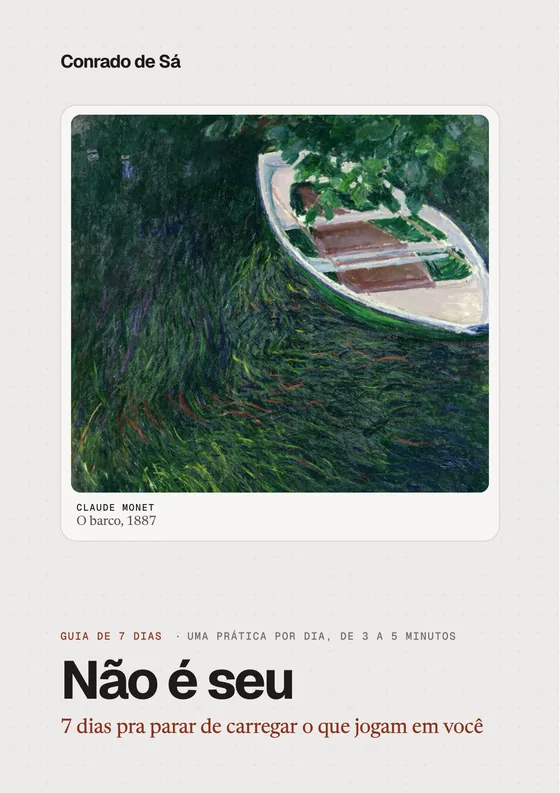 Conrado de Sá
CLAUDE MONET
O barco, 1887
GUIA DE 7 DIAS · UMA PRÁTICA POR DIA, DE 3 A 5 MINUTOS
Não é seu
7 dias pra parar de carregar o que jogam em você